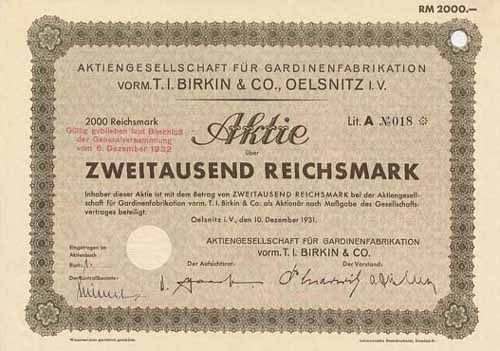 RM 2000.—
AKTIENGESELLSCHAFT FÜR GARDINENFABRIKATION
VORM. T. I. BIRKIN & CO., OELSNITZ I. V.
2000 Reichsmark
Aktie
Lit. A №018 ※
Gültig geblieben laut Beschluß
der Generalversammlung
vom 6. Dezember 1932
über
ZWEITAUSEND REICHSMARK
Inhaber dieser Aktie ist mit dem Betrag von ZWEITAUSEND REICHSMARK bei der Aktiengesell-
schaft für Gardinenfabrikation vorm. T. I. Birkin & Co. als Aktionär nach Maßgabe des Gesellschafts-
vertrages beteiligt.
Oelsnitz i. V., den 10. Dezember 1931.
AKTIENGESELLSCHAFT FÜR GARDINENFABRIKATION
vorm. T. I. BIRKIN & CO.
Eingetragen im
Aktienbuch
Der Aufsichtsrat:
Der Vorstand:
Der Kontrollbeamte: